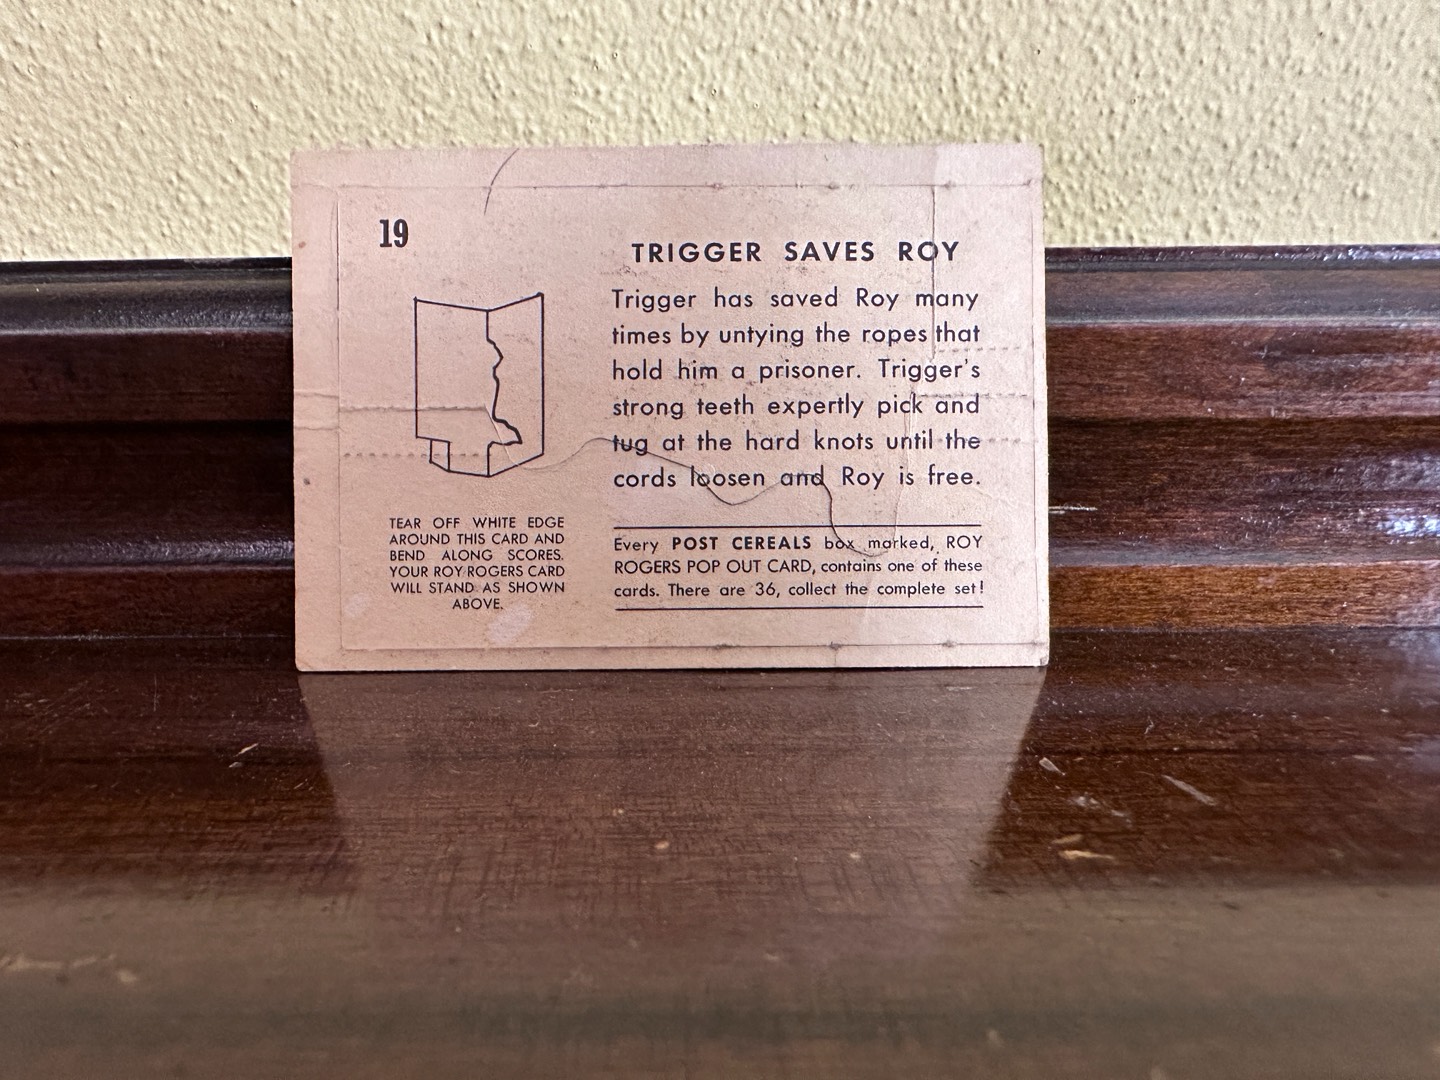 19
TRIGGER SAVES ROY
Trigger has saved Roy many
times by untying the ropes that
hold him a prisoner. Trigger's
strong teeth expertly pick and
tug at the hard knots until the
cords loosen and Roy is free.
TEAR OFF WHITE EDGE
AROUND THIS CARD AND
BEND ALONG SCORES.
YOUR ROY ROGERS CARD
WILL STAND AS SHOWN
ABOVE.
Every POST CEREALS box marked, ROY
ROGERS POP OUT CARD, contains one of these
cards. There are 36, collect the complete set!